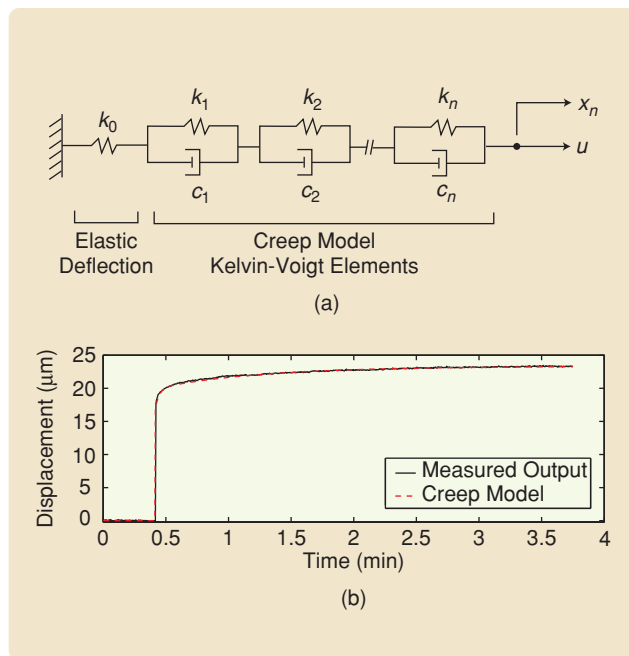 k0 k1 k2 kn
xn
u
c1 c2 cn
Elastic
Deflection
Creep Model
Kelvin-Voigt Elements
(a)
Displacement (μm)
25
20
15
10
5
0
Measured Output
Creep Model
0 0.5 1 1.5 2 2.5 3 3.5 4
Time (min)
(b)